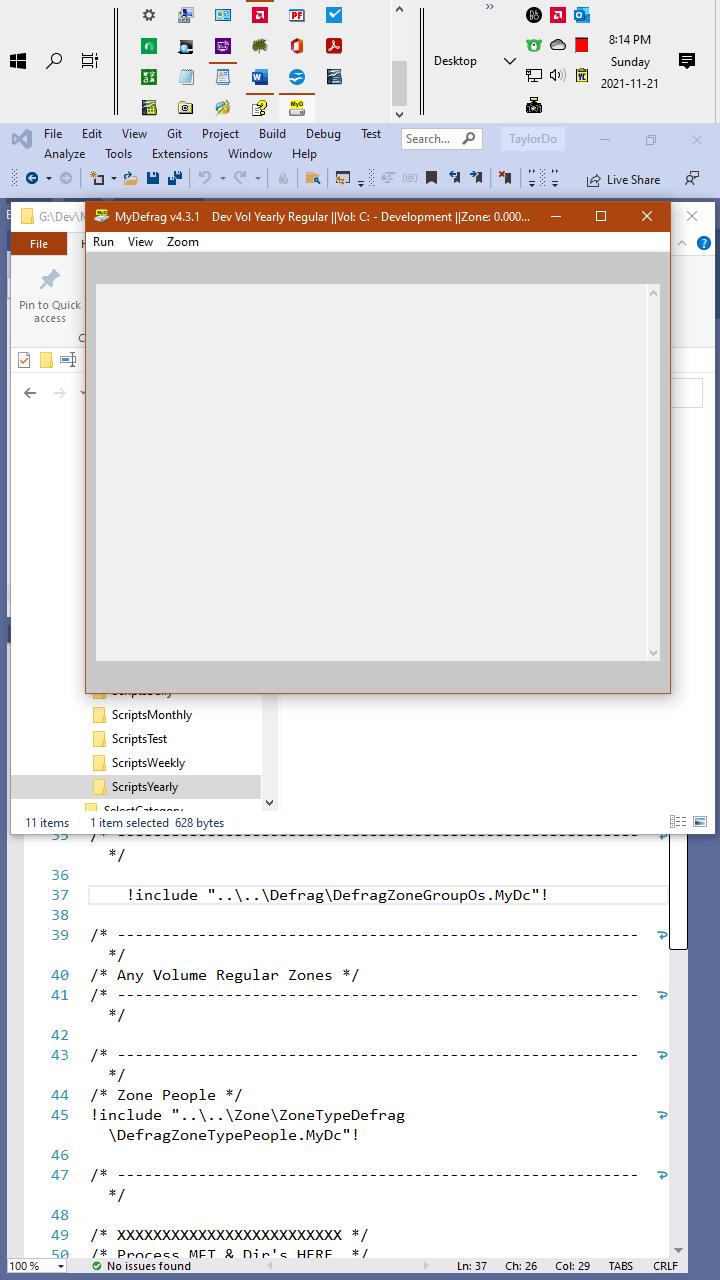 Desktop
8:14 PM
Sunday
2021-11-21
File Edit View Git Project Build Debug Test
Search...
TaylorDo
Analyze Tools Extensions Window Help
Live Share
G:\Dev\
MyDefrag v4.3.1 Dev Vol Yearly Regular ||Vol: C: - Development ||Zone: 0.000...
File
Run View Zoom
Pin to Quick
access
ScriptsMonthly
ScriptsTest
ScriptsWeekly
ScriptsYearly
SelectCategory
11 items 1 item selected 628 bytes
35 /* ----------------------------------------------------------
*/
36
37 !include "..\..\Defrag\DefragZoneGroupOs.MyDc"!
38
39 /* ----------------------------------------------------------
*/
40 /* Any Volume Regular Zones */
41 /* ----------------------------------------------------------
*/
42
43 /* ----------------------------------------------------------
*/
44 /* Zone People */
45 !include "..\..\Zone\ZoneTypeDefrag
\DefragZoneTypePeople.MyDc"!
46
47 /* ----------------------------------------------------------
*/
48
49 /* XXXXXXXXXXXXXXXXXXXXXXXXX */
50 /* Process MFT & Dir's HERE */
100 % No issues found Ln: 37 Ch: 26 Col: 29 TABS CRLF